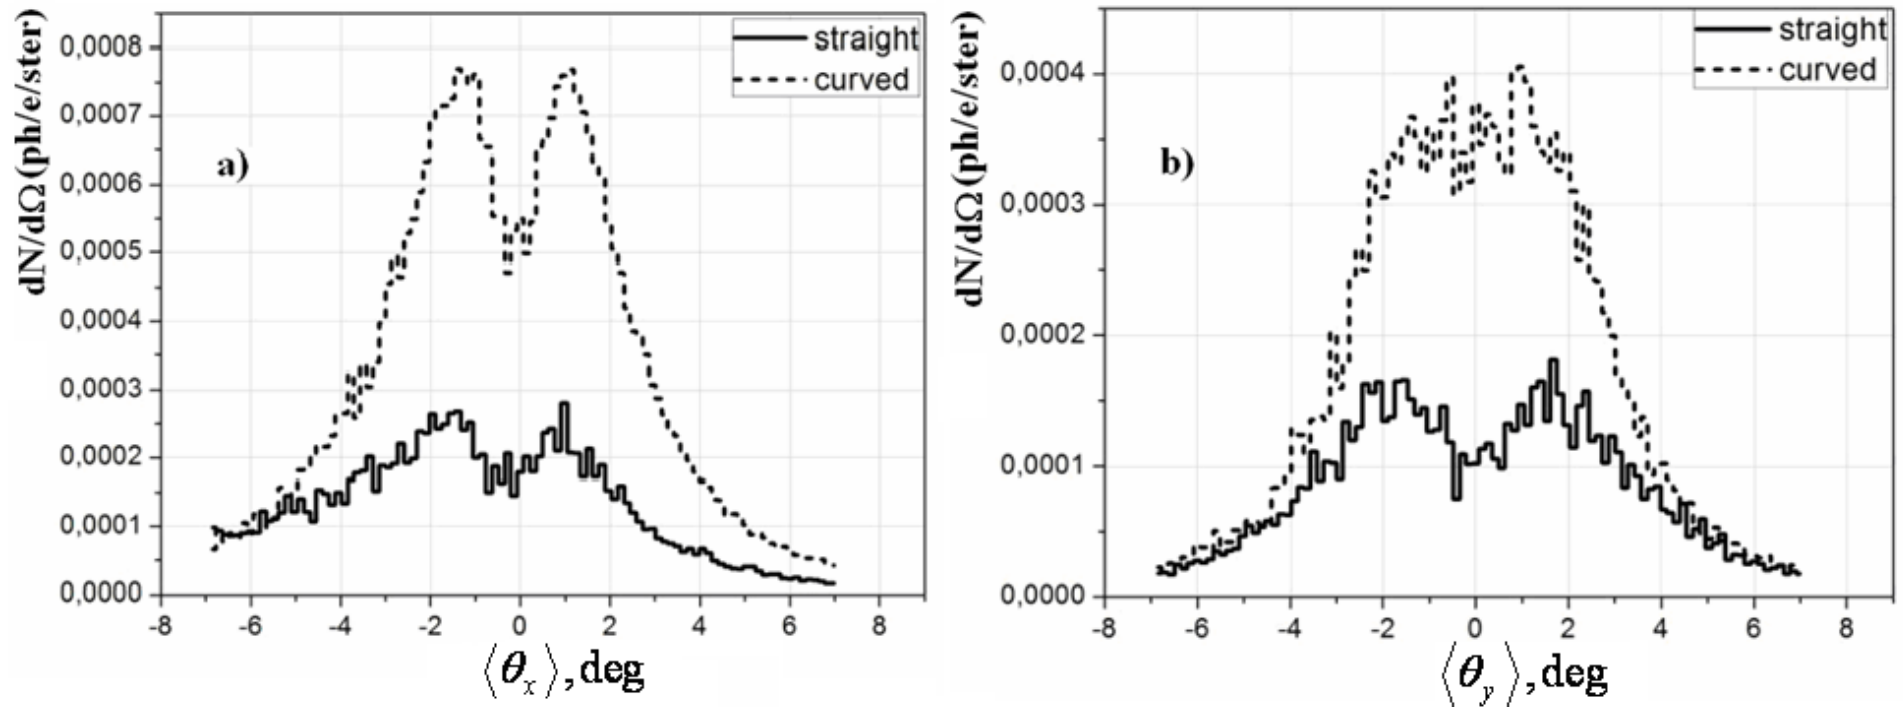 dN/dΩ(ph/e/ster)
0,0008
0,0007
0,0006
0,0005
0,0004
0,0003
0,0002
0,0001
0,0000
a)
straight
curved
-8 -6 -4 -2 0 2 4 6 8
⟨θx⟩, deg
dN/dΩ(ph/e/ster)
0,0004
0,0003
0,0002
0,0001
0,0000
b)
straight
curved
-8 -6 -4 -2 0 2 4 6 8
⟨θy⟩, deg